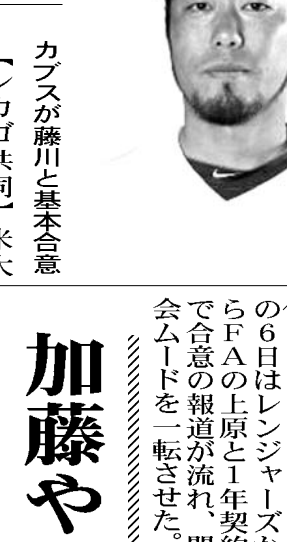 カブスが藤川と基本合意
【シカゴ共同】米大
の6日はレンジャーズか
らFAの上原と1年契約
で合意の報道が流れ、
会ムードを一転させた。
加藤や